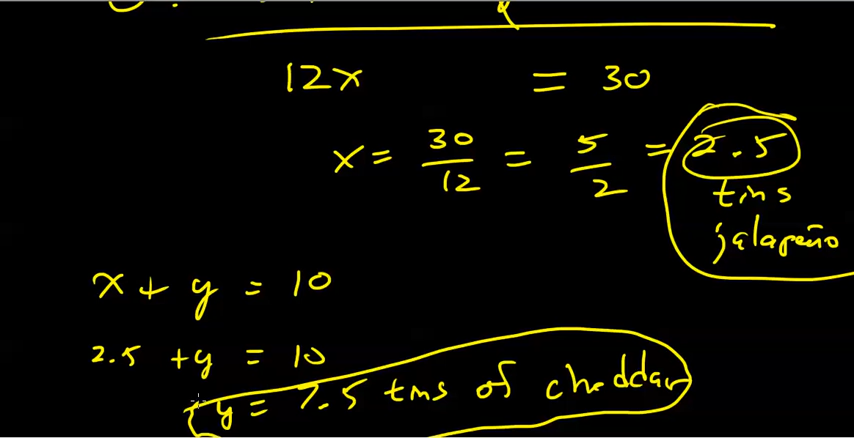 12x = 30
x = 30/12 = 5/2 = 2.5
tins
jalapeño
x + y = 10
2.5 + y = 10
y = 7.5 tins of cheddar